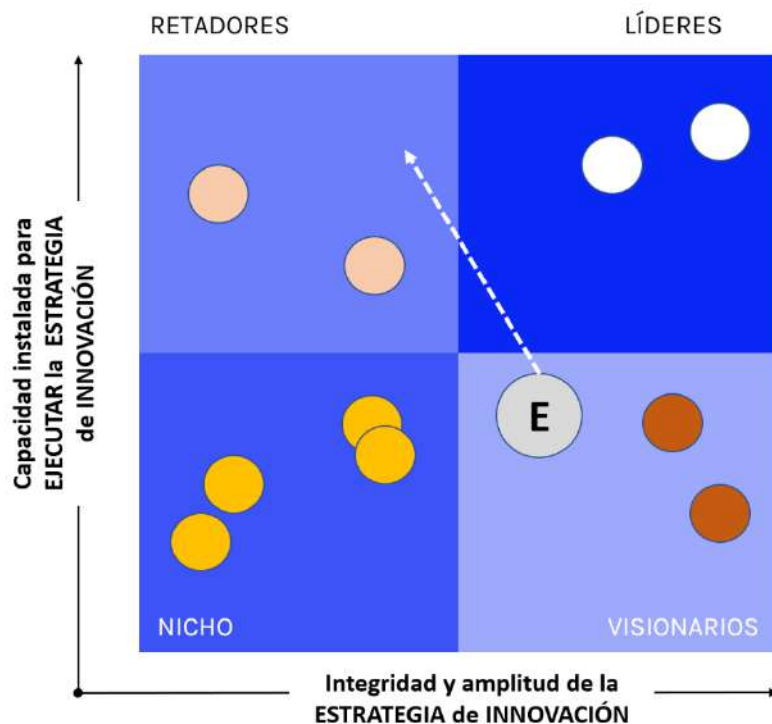 RETADORES
LÍDERES
Capacidad instalada para
EJECUTAR la ESTRATEGIA
de INNOVACIÓN
E
NICHO
VISIONARIOS
Integridad y amplitud de la
ESTRATEGIA de INNOVACIÓN